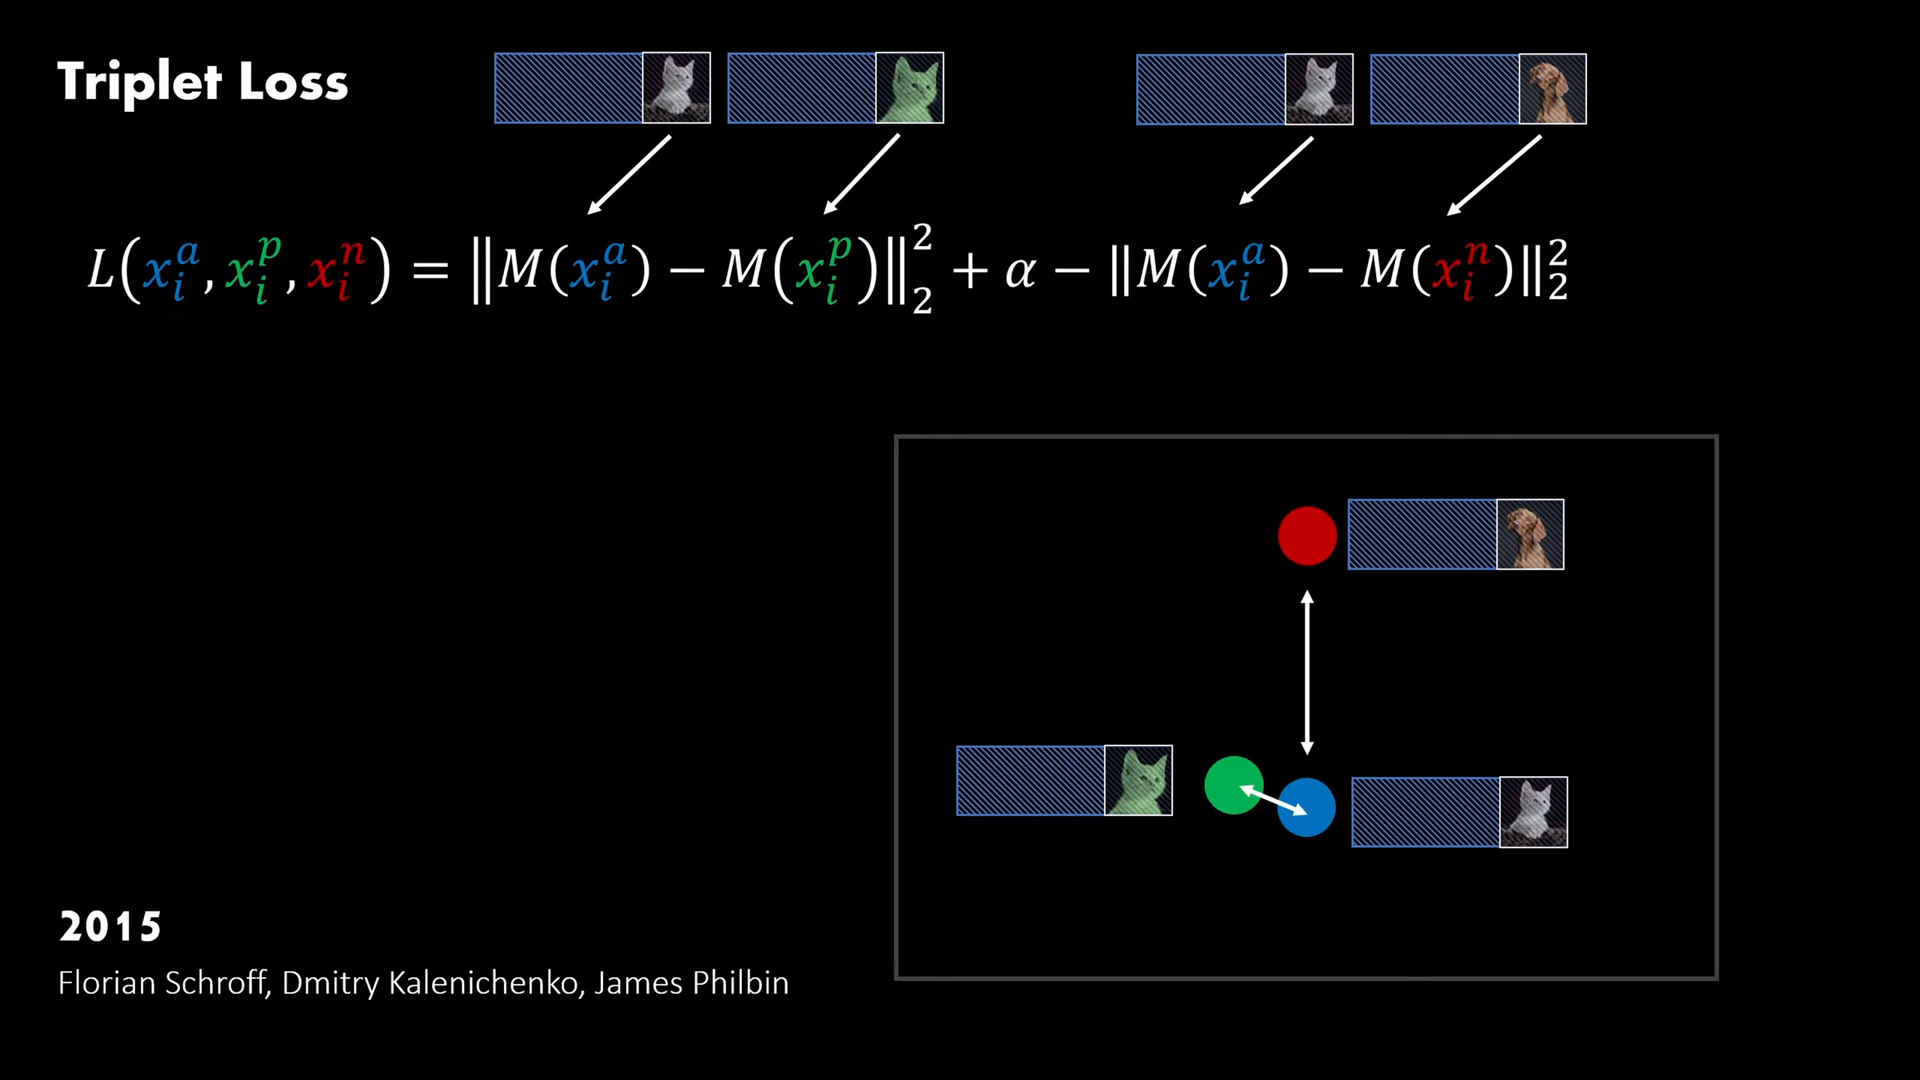 Triplet Loss
L(x_i^a, x_i^p, x_i^n) = ‖M(x_i^a) − M(x_i^p)‖_2^2 + α − ‖M(x_i^a) − M(x_i^n)‖_2^2
2015
Florian Schroff, Dmitry Kalenichenko, James Philbin